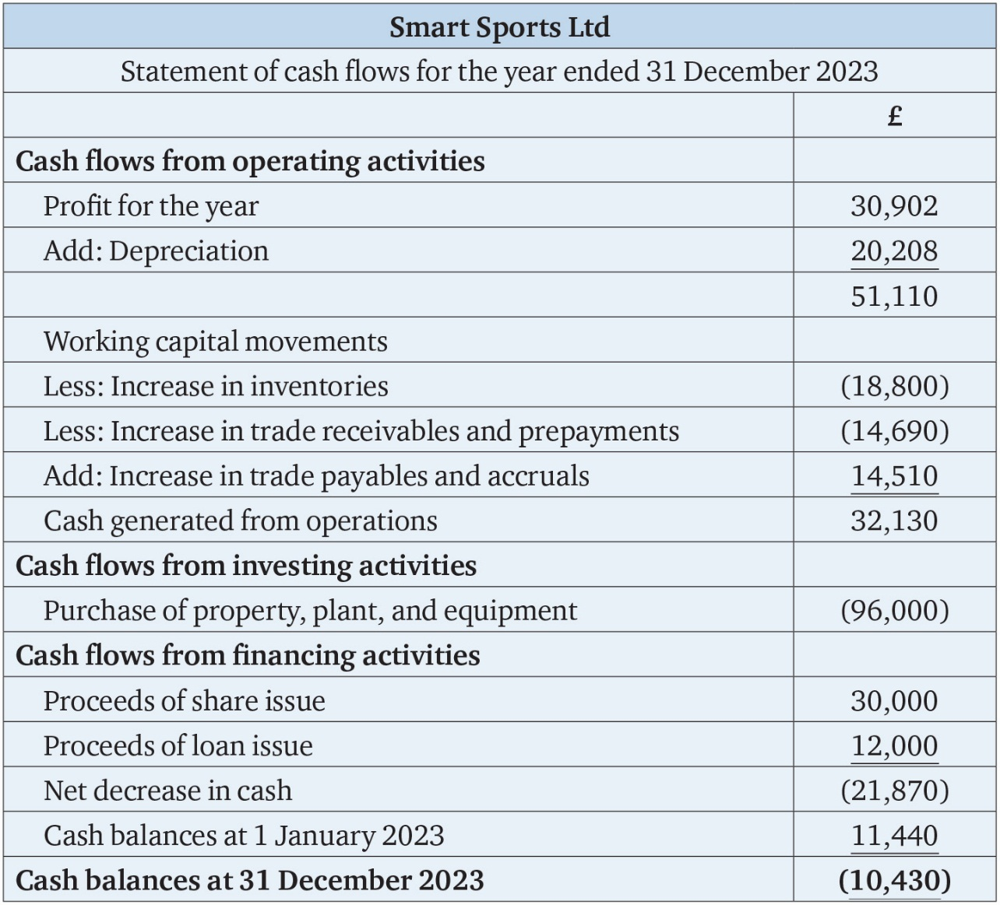 Smart Sports Ltd
Statement of cash flows for the year ended 31 December 2023
£
Cash flows from operating activities
Profit for the year 30,902
Add: Depreciation 20,208
51,110
Working capital movements
Less: Increase in inventories (18,800)
Less: Increase in trade receivables and prepayments (14,690)
Add: Increase in trade payables and accruals 14,510
Cash generated from operations 32,130
Cash flows from investing activities
Purchase of property, plant, and equipment (96,000)
Cash flows from financing activities
Proceeds of share issue 30,000
Proceeds of loan issue 12,000
Net decrease in cash (21,870)
Cash balances at 1 January 2023 11,440
Cash balances at 31 December 2023 (10,430)